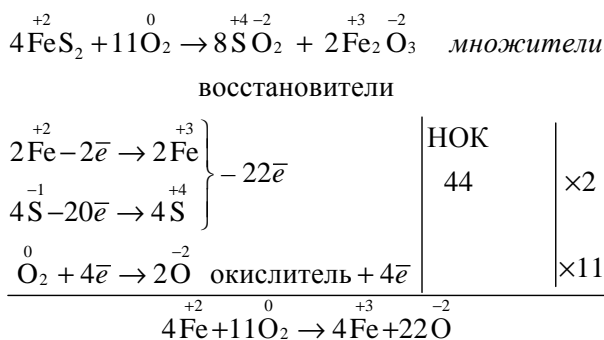 +2 0 +4 −2 +3 −2
4FeS₂ + 11O₂ → 8SO₂ + 2Fe₂O₃ множители
восстановители
+2 +3
2Fe − 2e̅ → 2Fe НОК
} − 22e̅ 44 ×2
−1 +4
4S − 20e̅ → 4S
0 −2
O₂ + 4e̅ → 2O окислитель + 4e̅ ×11
+2 0 +3 −2
4Fe + 11O₂ → 4Fe + 22O